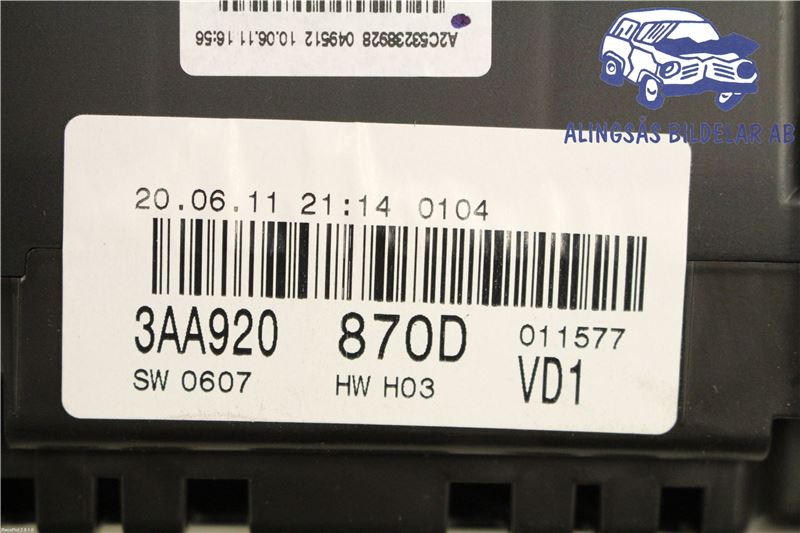 A2C53238928 049512 10.06.11 16:56
ALINGSÅS BILDELAR AB
20.06.11 21:14 0104
3AA920 870D 011577
SW 0607 HW H03 VD1